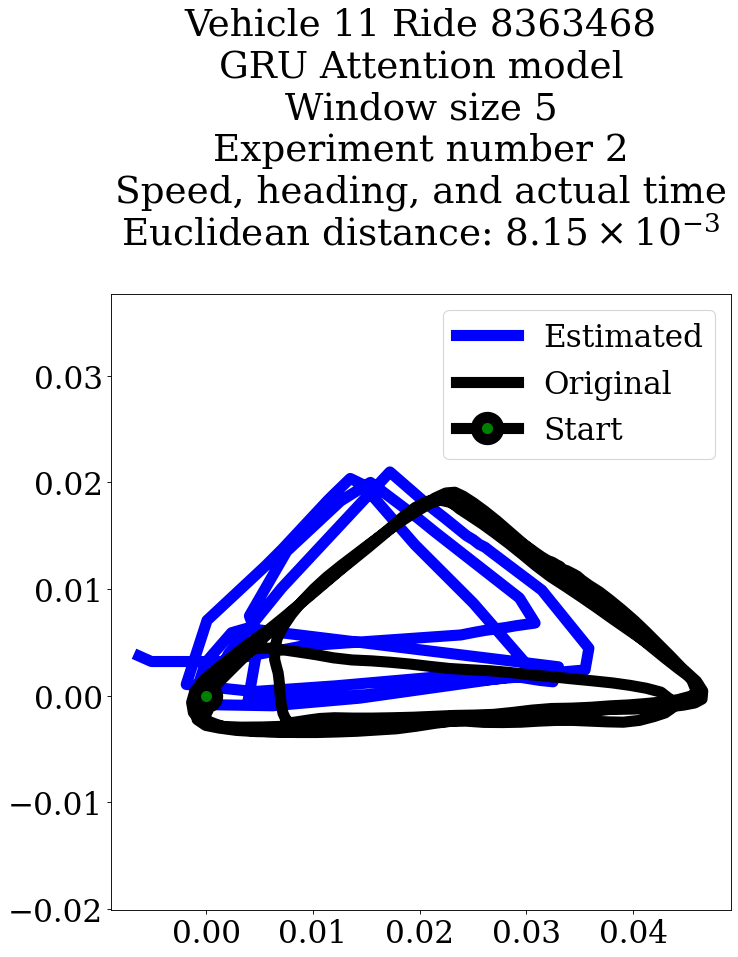 Vehicle 11 Ride 8363468
GRU Attention model
Window size 5
Experiment number 2
Speed, heading, and actual time
Euclidean distance: 8.15 × 10⁻³
Estimated
Original
Start
0.03
0.02
0.01
0.00
−0.01
−0.02
0.00 0.01 0.02 0.03 0.04